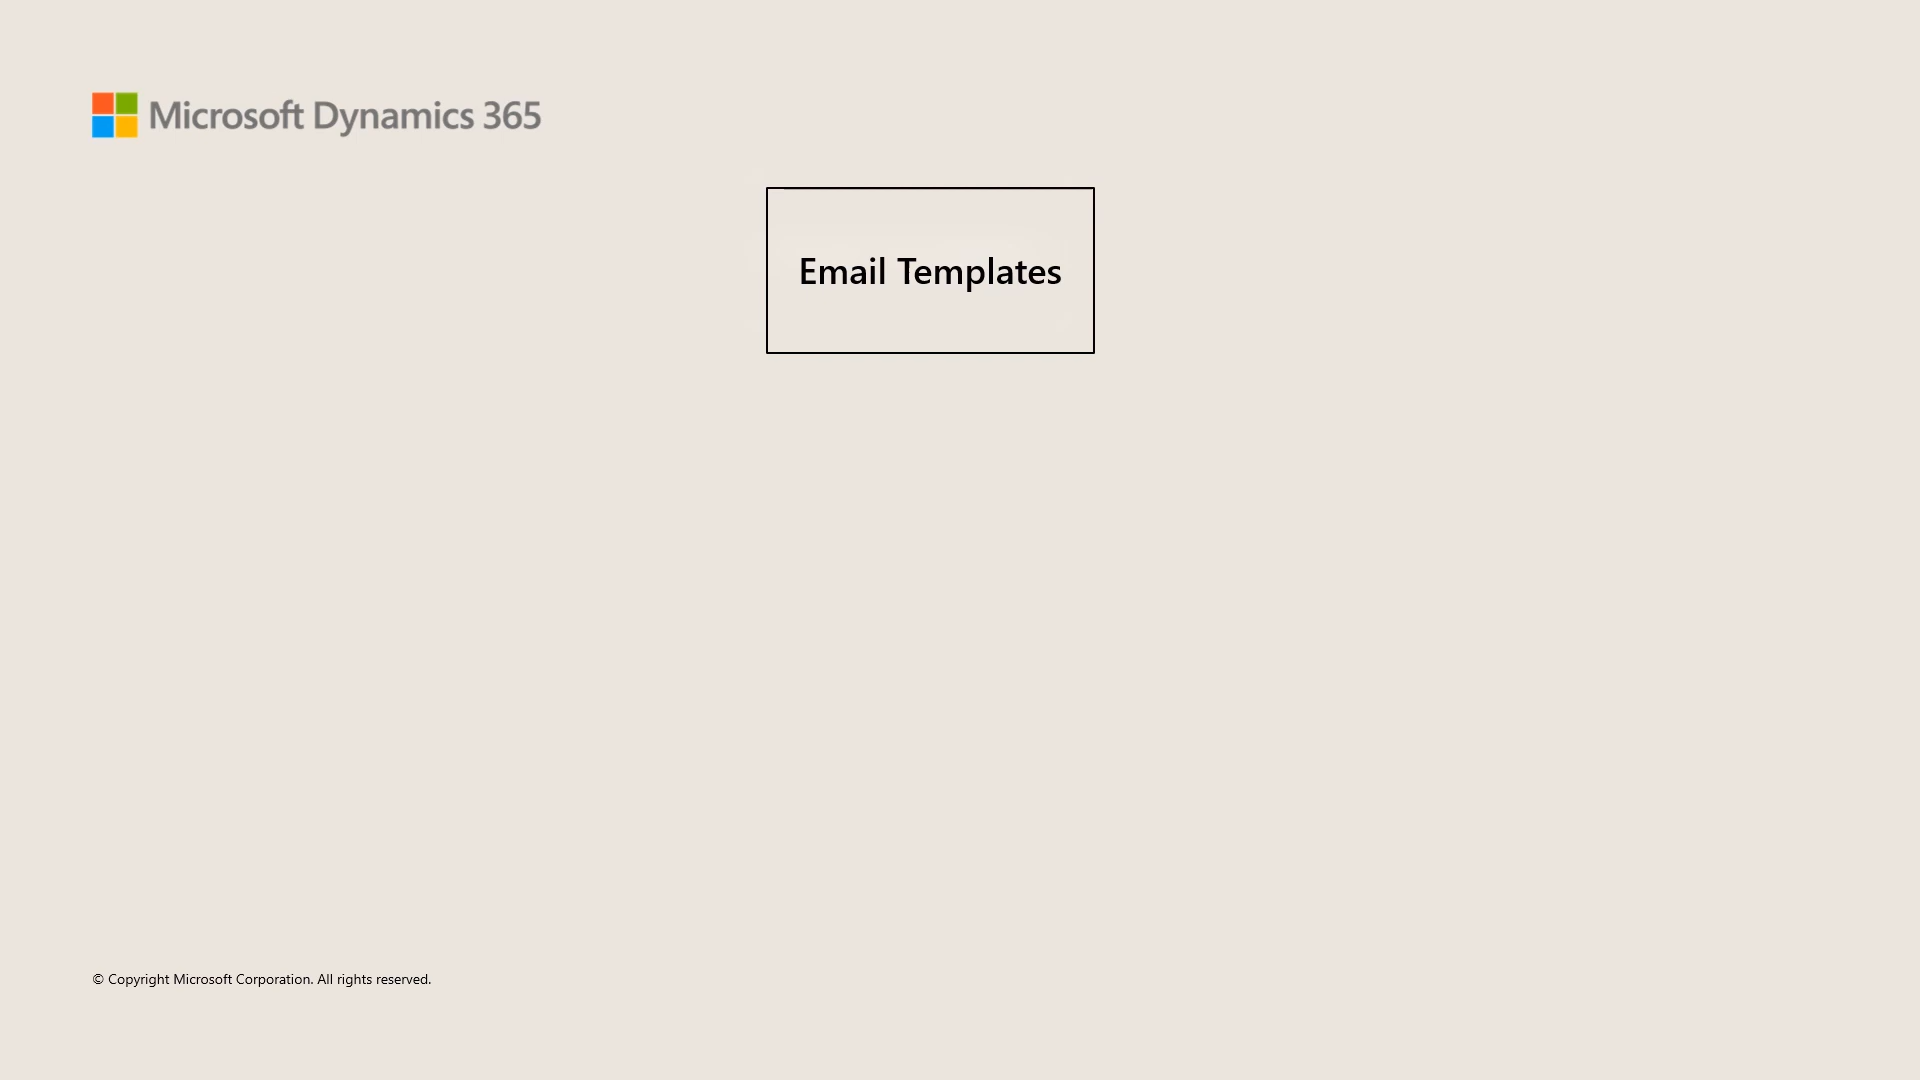 Microsoft Dynamics 365
Email Templates
© Copyright Microsoft Corporation. All rights reserved.